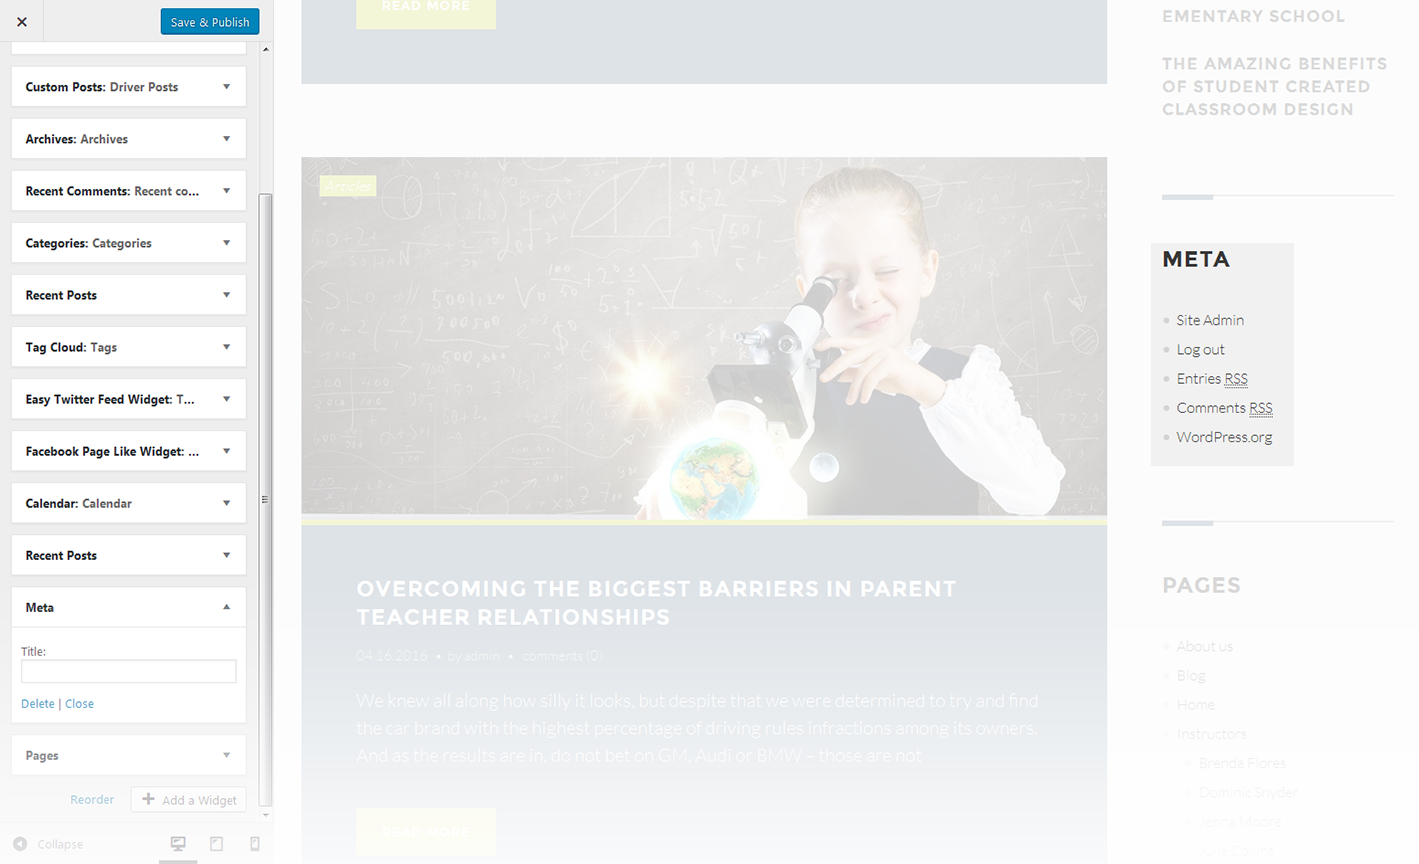 Save & Publish
Custom Posts: Driver Posts
Archives: Archives
Recent Comments: Recent co...
Categories: Categories
Recent Posts
Tag Cloud: Tags
Easy Twitter Feed Widget: T...
Facebook Page Like Widget: ...
Calendar: Calendar
Recent Posts
Meta
Title:
Delete | Close
Pages
Reorder
Add a Widget
Collapse
READ MORE
Articles
OVERCOMING THE BIGGEST BARRIERS IN PARENT
TEACHER RELATIONSHIPS
04.16.2016 • by admin • comments (0)
We knew all along how silly it looks, but despite that we were determined to try and find
the car brand with the highest percentage of driving rules infractions among its owners.
And as the results are in, do not bet on GM, Audi or BMW – those are not
READ MORE
EMENTARY SCHOOL
THE AMAZING BENEFITS
OF STUDENT CREATED
CLASSROOM DESIGN
META
Site Admin
Log out
Entries RSS
Comments RSS
WordPress.org
PAGES
About us
Blog
Home
Instructors
Brenda Flores
Dominic Snyder
Jenna Moore